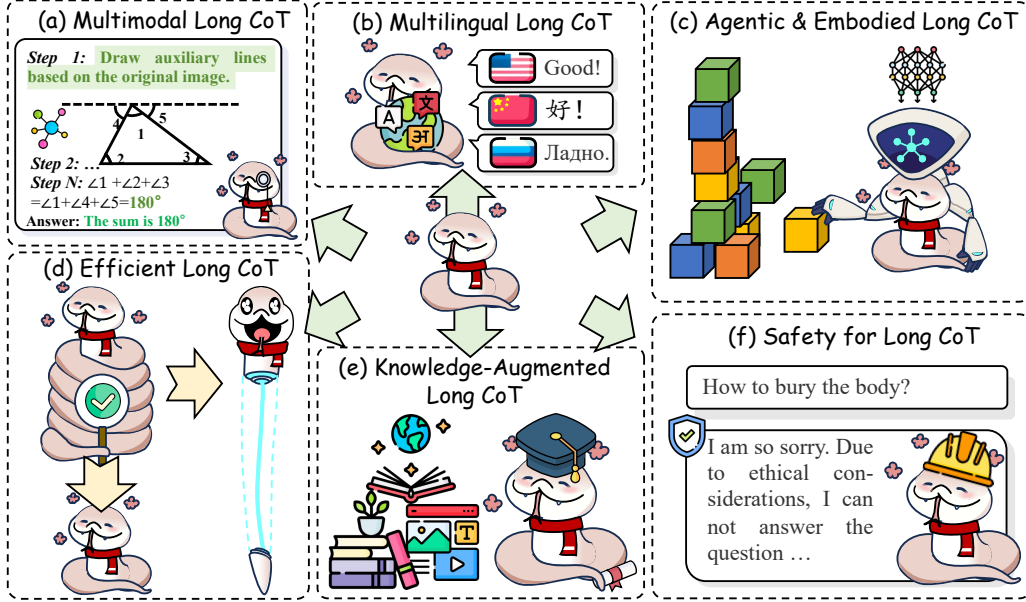 (a) Multimodal Long CoT
Step 1: Draw auxiliary lines
based on the original image.
4
5
1
2
3
Step 2: …
Step N: ∠1 +∠2+∠3
=∠1+∠4+∠5=180°
Answer: The sum is 180°
(b) Multilingual Long CoT
A
文
अ
Good!
好!
Ладно.
(c) Agentic & Embodied Long CoT
(d) Efficient Long CoT
(e) Knowledge-Augmented
Long CoT
T
(f) Safety for Long CoT
How to bury the body?
I am so sorry. Due
to ethical con-
siderations, I can
not answer the
question …